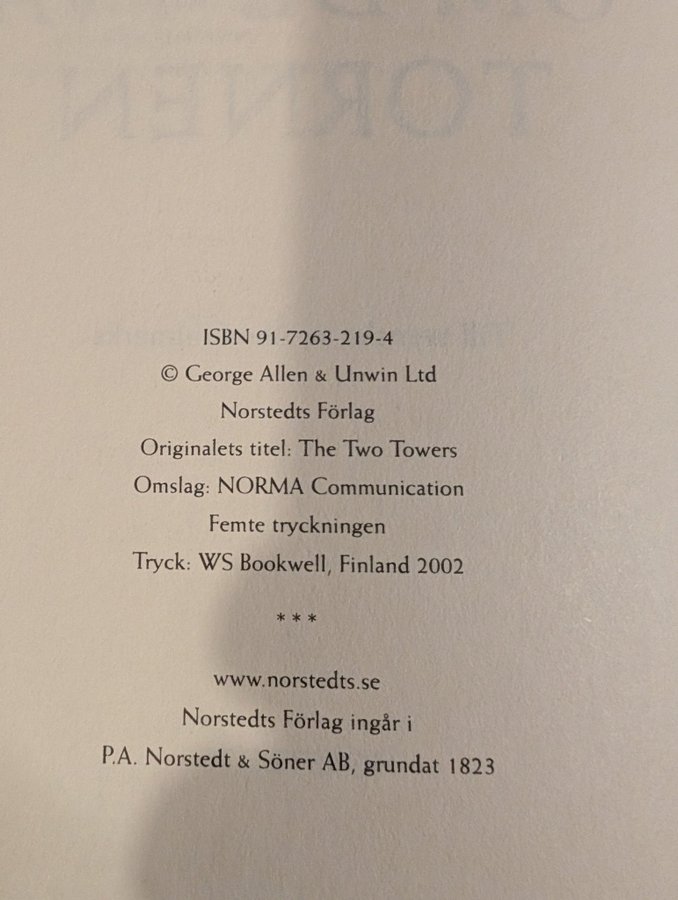 ISBN 91-7263-219-4
© George Allen & Unwin Ltd
Norstedts Förlag
Originalets titel: The Two Towers
Omslag: NORMA Communication
Femte tryckningen
Tryck: WS Bookwell, Finland 2002
***
www.norstedts.se
Norstedts Förlag ingår i
P.A. Norstedt & Söner AB, grundat 1823